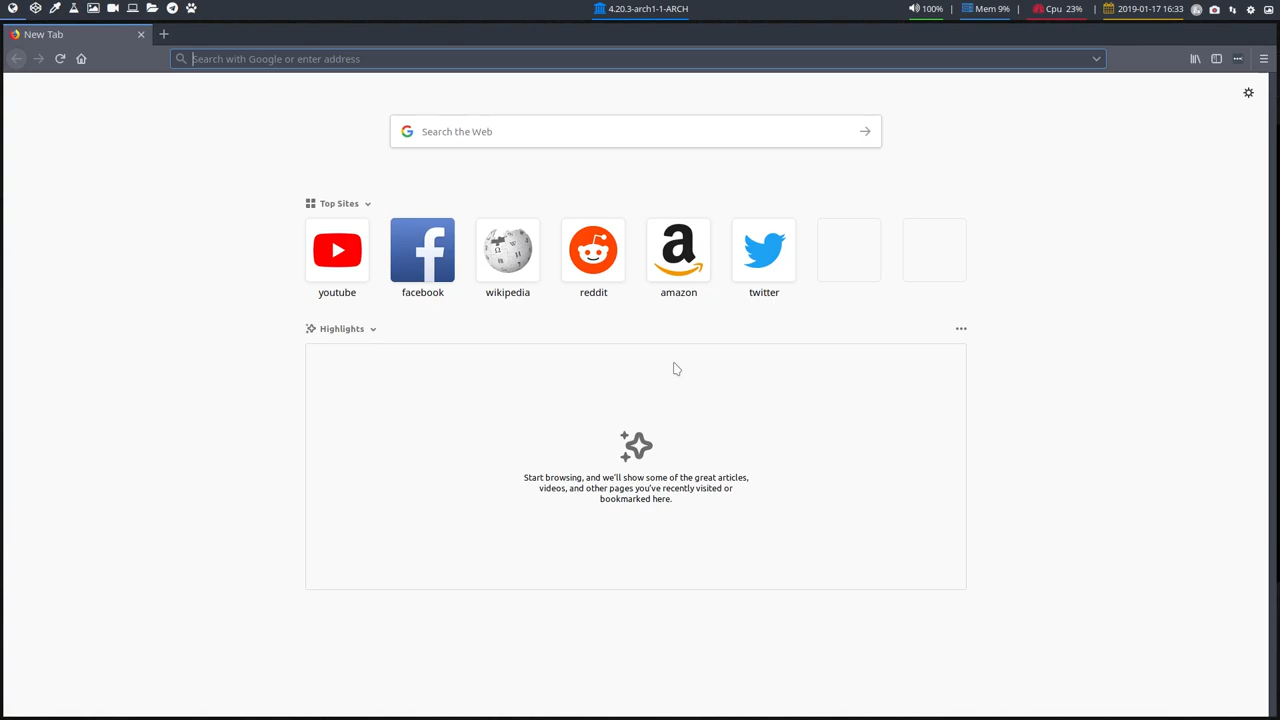 4.20.3-arch1-1-ARCH
100%
Mem 9%
Cpu 23%
2019-01-17 16:33
New Tab
Search with Google or enter address
Search the Web
Top Sites
youtube
facebook
wikipedia
reddit
amazon
twitter
Highlights
Start browsing, and we'll show some of the great articles,
videos, and other pages you've recently visited or
bookmarked here.